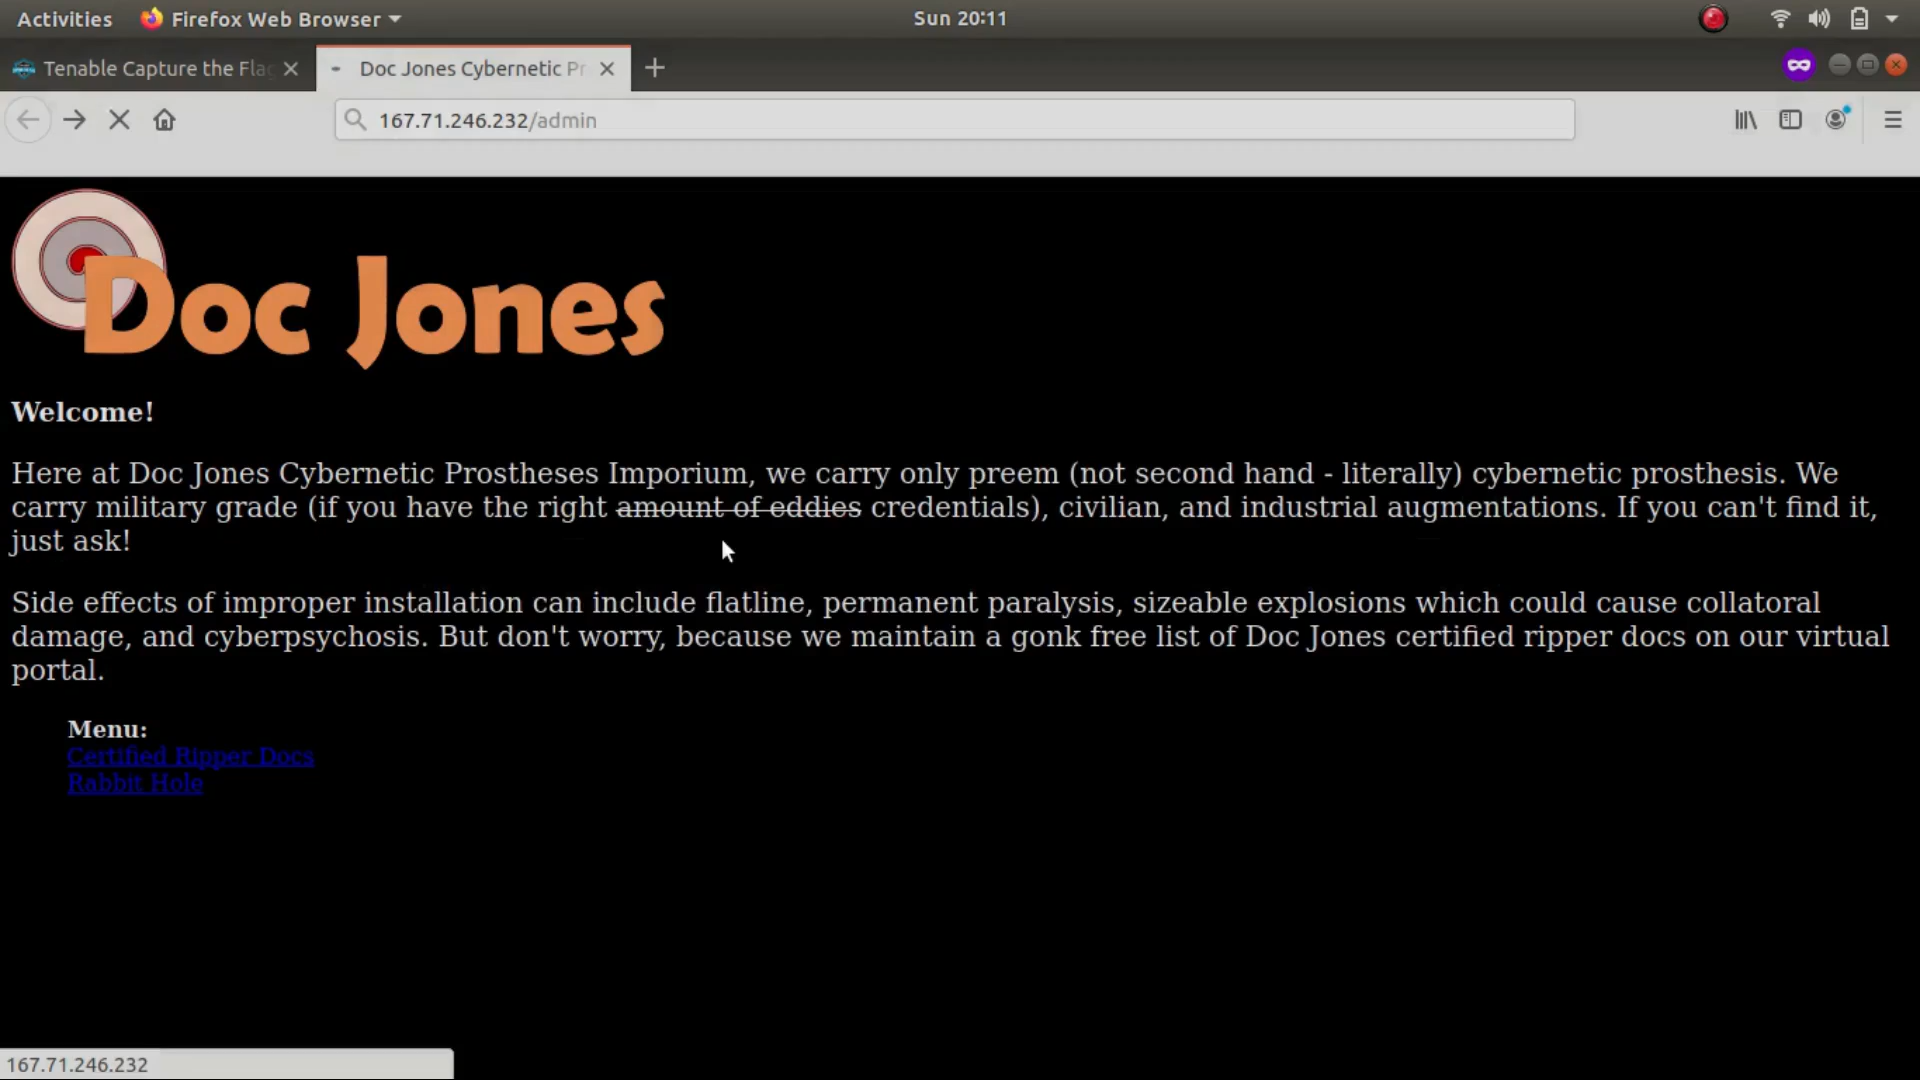 Activities
Firefox Web Browser
Sun 20:11
Tenable Capture the Flag
Doc Jones Cybernetic Pr
167.71.246.232/admin
Doc Jones
Welcome!
Here at Doc Jones Cybernetic Prostheses Imporium, we carry only preem (not second hand - literally) cybernetic prosthesis. We
carry military grade (if you have the right amount of eddies credentials), civilian, and industrial augmentations. If you can't find it,
just ask!
Side effects of improper installation can include flatline, permanent paralysis, sizeable explosions which could cause collatoral
damage, and cyberpsychosis. But don't worry, because we maintain a gonk free list of Doc Jones certified ripper docs on our virtual
portal.
Menu:
Certified Ripper Docs
Rabbit Hole
167.71.246.232